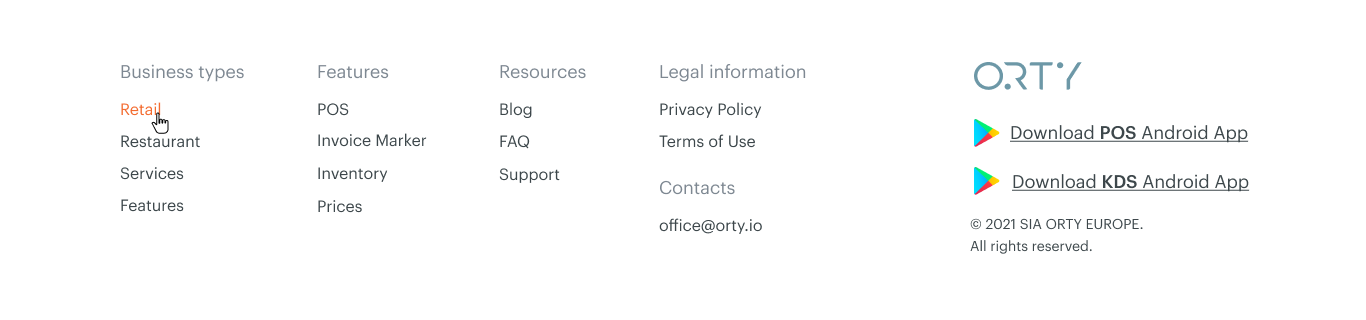 Business types
Retail
Restaurant
Services
Features
Features
POS
Invoice Marker
Inventory
Prices
Resources
Blog
FAQ
Support
Legal information
Privacy Policy
Terms of Use
Contacts
office@orty.io
ORTY
Download POS Android App
Download KDS Android App
© 2021 SIA ORTY EUROPE.
All rights reserved.